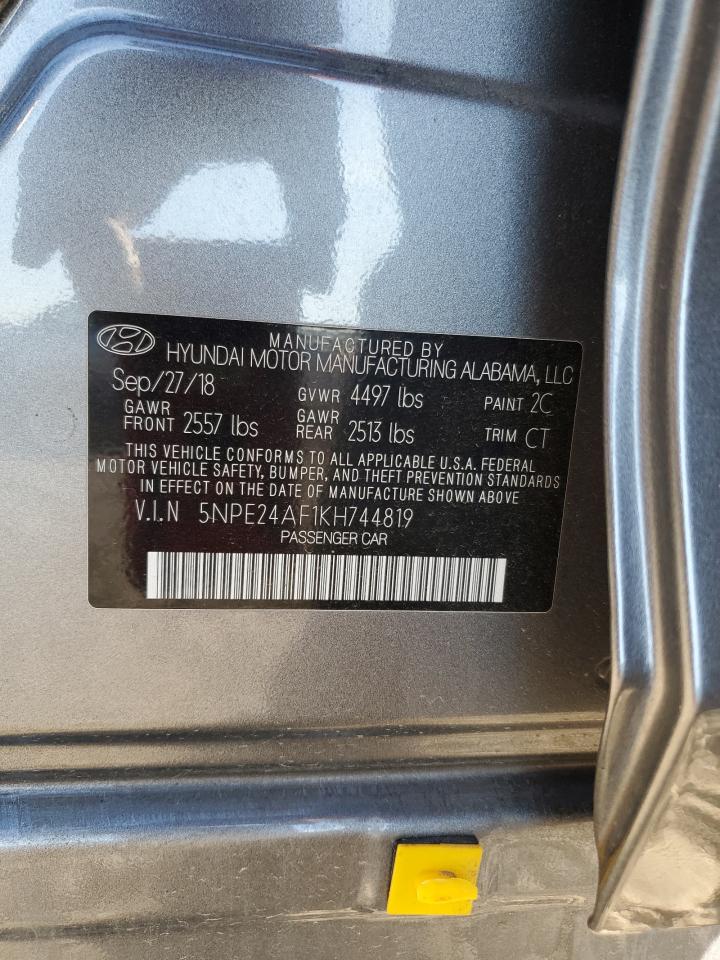 MANUFACTURED BY
HYUNDAI MOTOR MANUFACTURING ALABAMA, LLC
Sep/27/18 GVWR 4497 lbs PAINT 2C
GAWR FRONT 2557 lbs GAWR REAR 2513 lbs TRIM CT
THIS VEHICLE CONFORMS TO ALL APPLICABLE U.S.A. FEDERAL
MOTOR VEHICLE SAFETY, BUMPER, AND THEFT PREVENTION STANDARDS
IN EFFECT ON THE DATE OF MANUFACTURE SHOWN ABOVE
V.I.N 5NPE24AF1KH744819
PASSENGER CAR